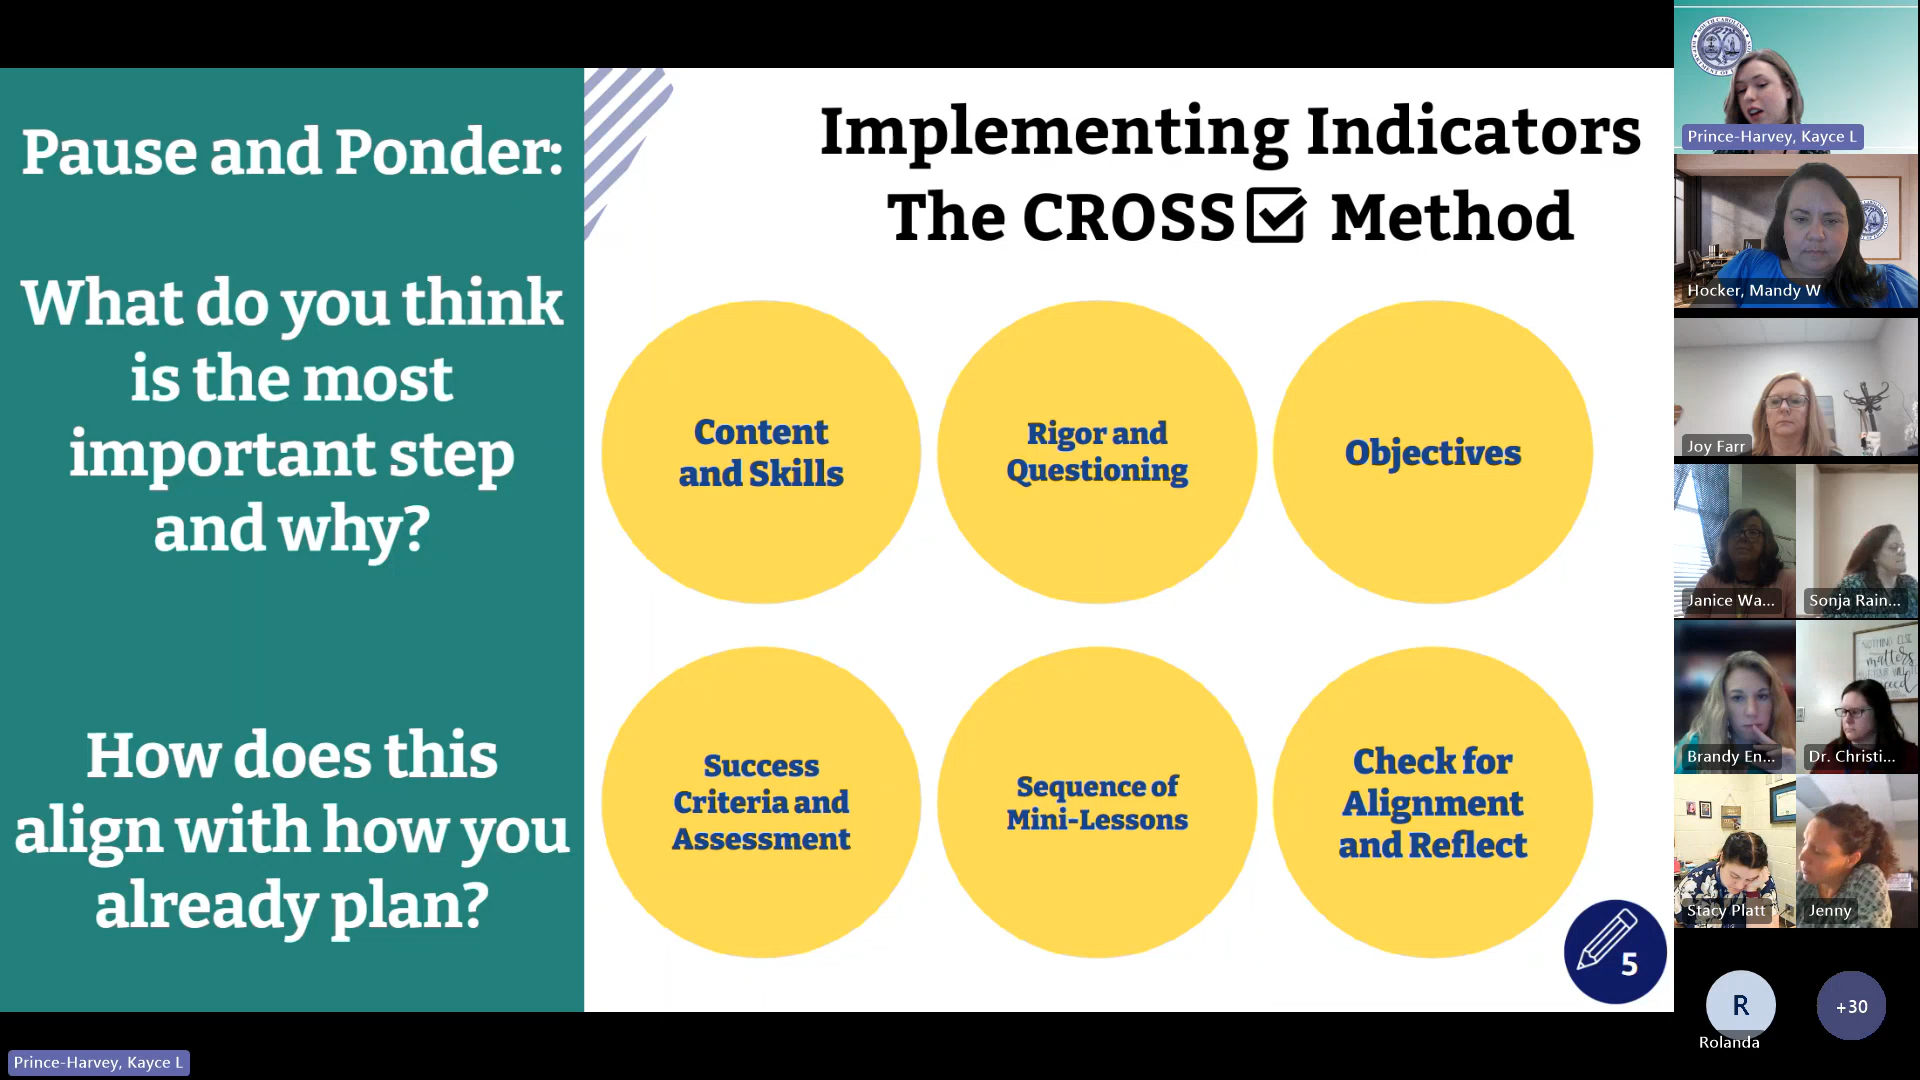 Pause and Ponder:
What do you think
is the most
important step
and why?
How does this
align with how you
already plan?
Implementing Indicators
The CROSS Method
Content
and Skills
Rigor and
Questioning
Objectives
Success
Criteria and
Assessment
Sequence of
Mini-Lessons
Check for
Alignment
and Reflect
5
Prince-Harvey, Kayce L
Prince-Harvey, Kayce L
Hocker, Mandy W
Joy Farr
Janice Wa...
Sonja Rain...
matters
Brandy En...
Dr. Christi...
Stacy Platt
Jenny
R
Rolanda
+30